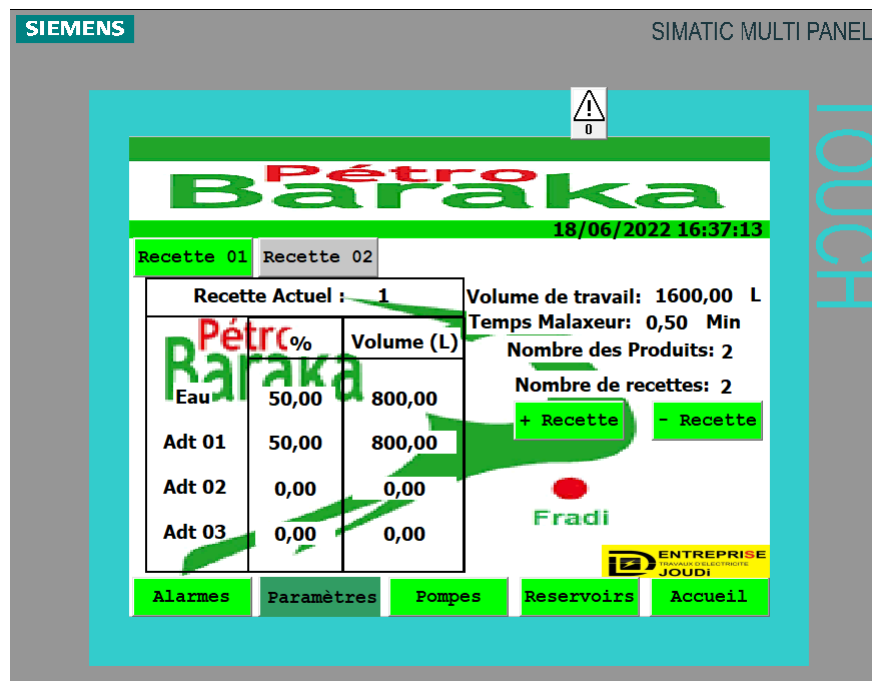 SIEMENS
SIMATIC MULTI PANEL
TOUCH
0
Pétro
Baraka
18/06/2022 16:37:13
Recette 01 Recette 02
Recette Actuel : 1
Volume de travail: 1600,00 L
Temps Malaxeur: 0,50 Min
Nombre des Produits: 2
Nombre de recettes: 2
+ Recette - Recette
% Volume (L)
Eau 50,00 800,00
Adt 01 50,00 800,00
Adt 02 0,00 0,00
Adt 03 0,00 0,00
Fradi
ENTREPRISE
TRAVAUX D'ELECTRICITE
JOUDi
Alarmes Paramètres Pompes Reservoirs Accueil